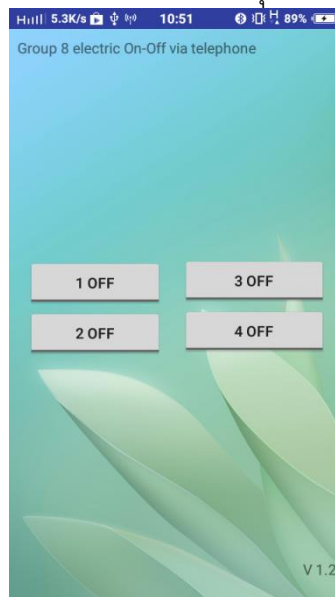 5.3K/s 10:51 H 89%
Group 8 electric On-Off via telephone
1 OFF 3 OFF
2 OFF 4 OFF
V 1.2